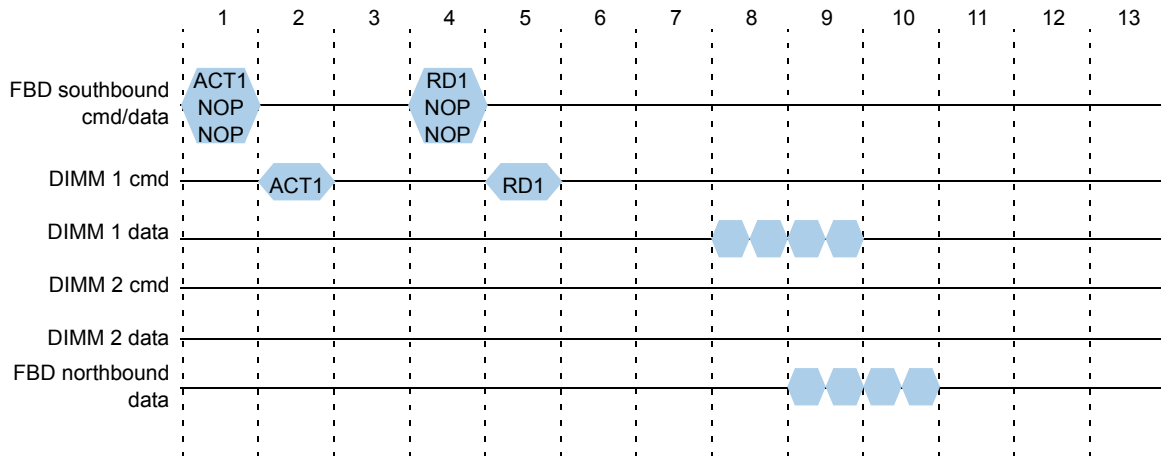 1 2 3 4 5 6 7 8 9 10 11 12 13
FBD southbound
cmd/data
ACT1
NOP
NOP
RD1
NOP
NOP
DIMM 1 cmd
ACT1
RD1
DIMM 1 data
DIMM 2 cmd
DIMM 2 data
FBD northbound
data